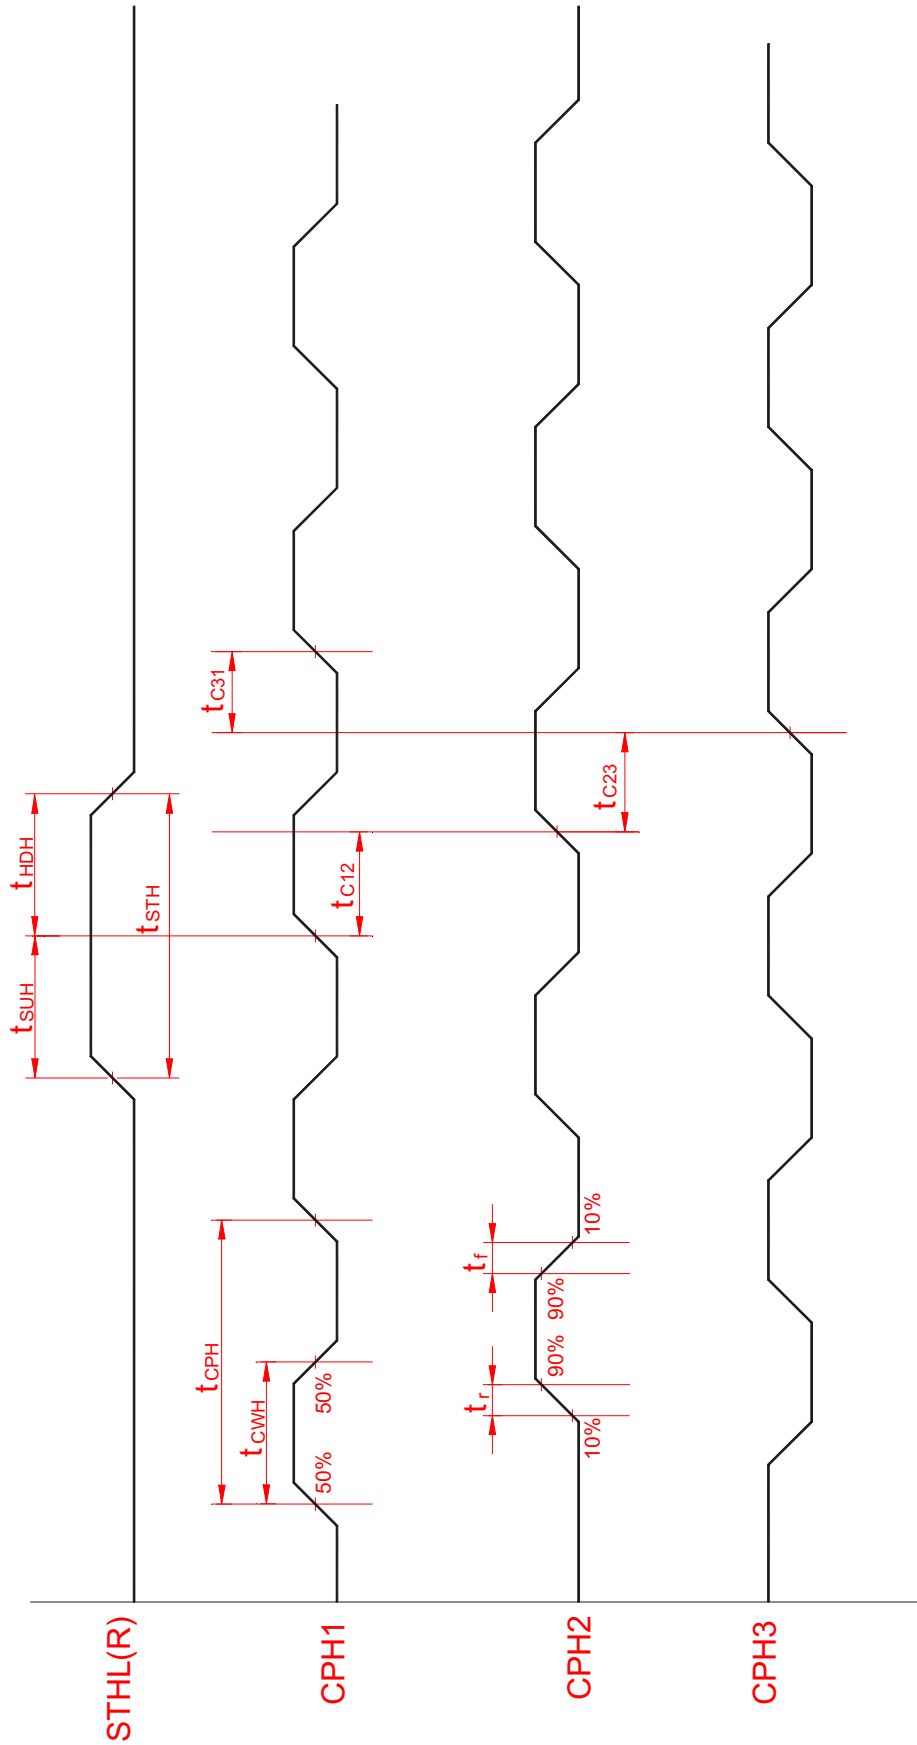 STHL(R)
tSUH
tHDH
tSTH
CPH1
tCPH
tCWH
50%
50%
tC12
tC31
CPH2
tr
tf
10%
90%
90%
10%
tC23
CPH3